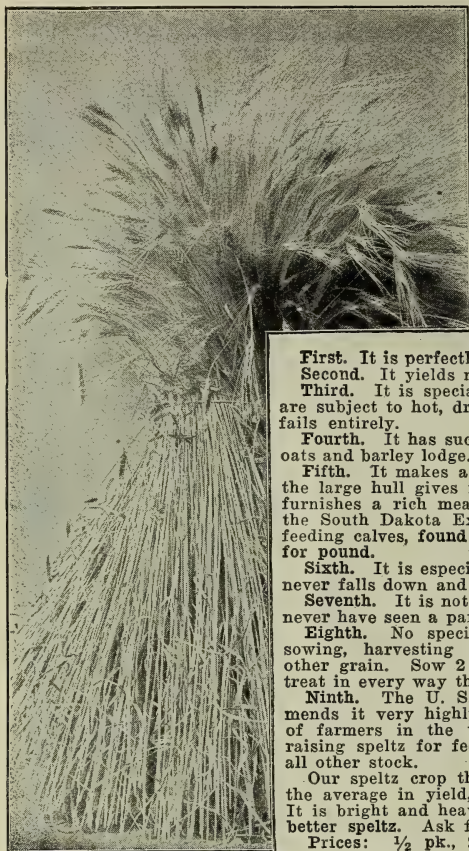 First. It is perfectl
Second. It yields
Third. It is specia
are subject to hot, dr
fails entirely.
Fourth. It has suc
oats and barley lodge.
Fifth. It makes a
the large hull gives
furnishes a rich mea
the South Dakota Ex
feeding calves, found
for pound.
Sixth. It is especi
never falls down and
Seventh. It is not
never have seen a pa
Eighth. No speci
sowing, harvesting
other grain. Sow 2
treat in every way th
Ninth. The U. S
mends it very highl
of farmers in the
raising speltz for fe
all other stock.
Our speltz crop th
the average in yield,
It is bright and hea
better speltz. Ask f
Prices: ½ pk.,